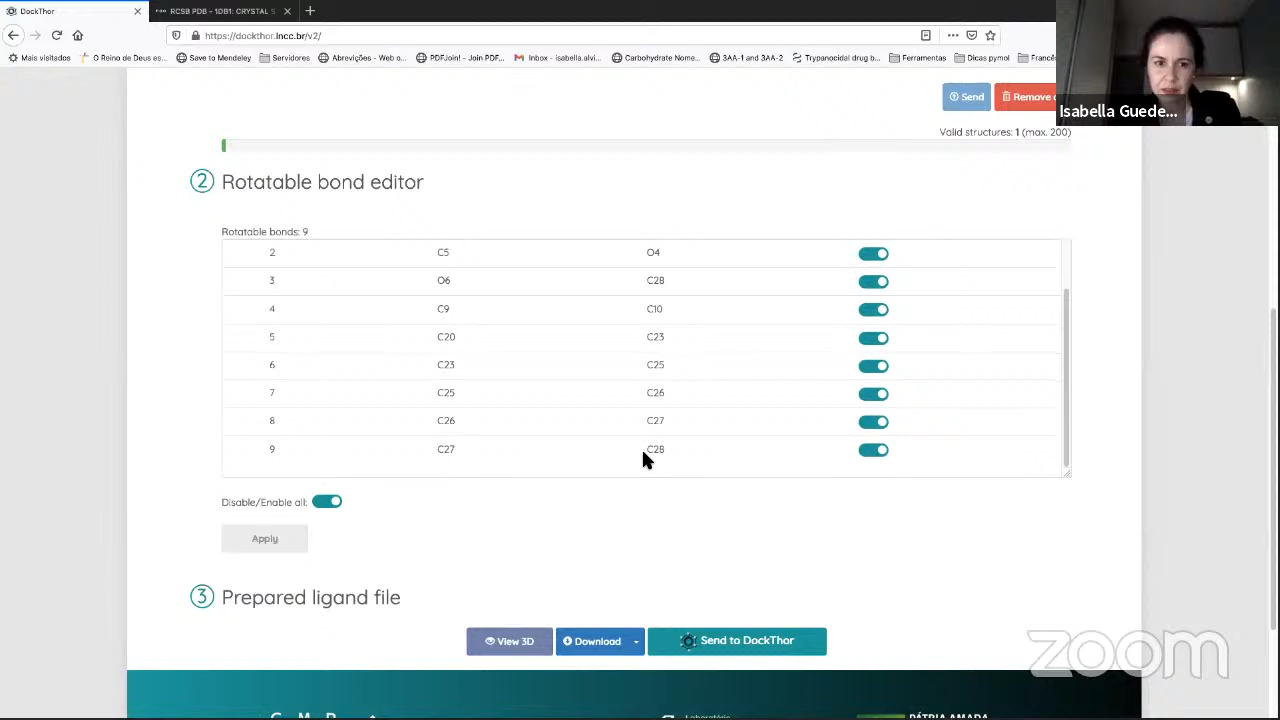 DockThor
RCSB PDB - 1DB1: CRYSTAL S
https://dockthor.lncc.br/v2/
Mais visitados
O Reino de Deus es...
Save to Mendeley
Servidores
Abrevições - Web o...
PDFJoin! - Join PDF...
Inbox - isabella.alvi...
Carbohydrate Nome...
3AA-1 and 3AA-2
Trypanocidal drug b...
Ferramentas
Dicas pymol
Francê
Isabella Guede...
Send
Remove
Valid structures: 1 (max. 200)
2 Rotatable bond editor
Rotatable bonds: 9
2 C5 O4
3 O6 C28
4 C9 C10
5 C20 C23
6 C23 C25
7 C25 C26
8 C26 C27
9 C27 C28
Disable/Enable all:
Apply
3 Prepared ligand file
View 3D
Download
Send to DockThor
zoom
Laboratório
PÁTRIA AMADA